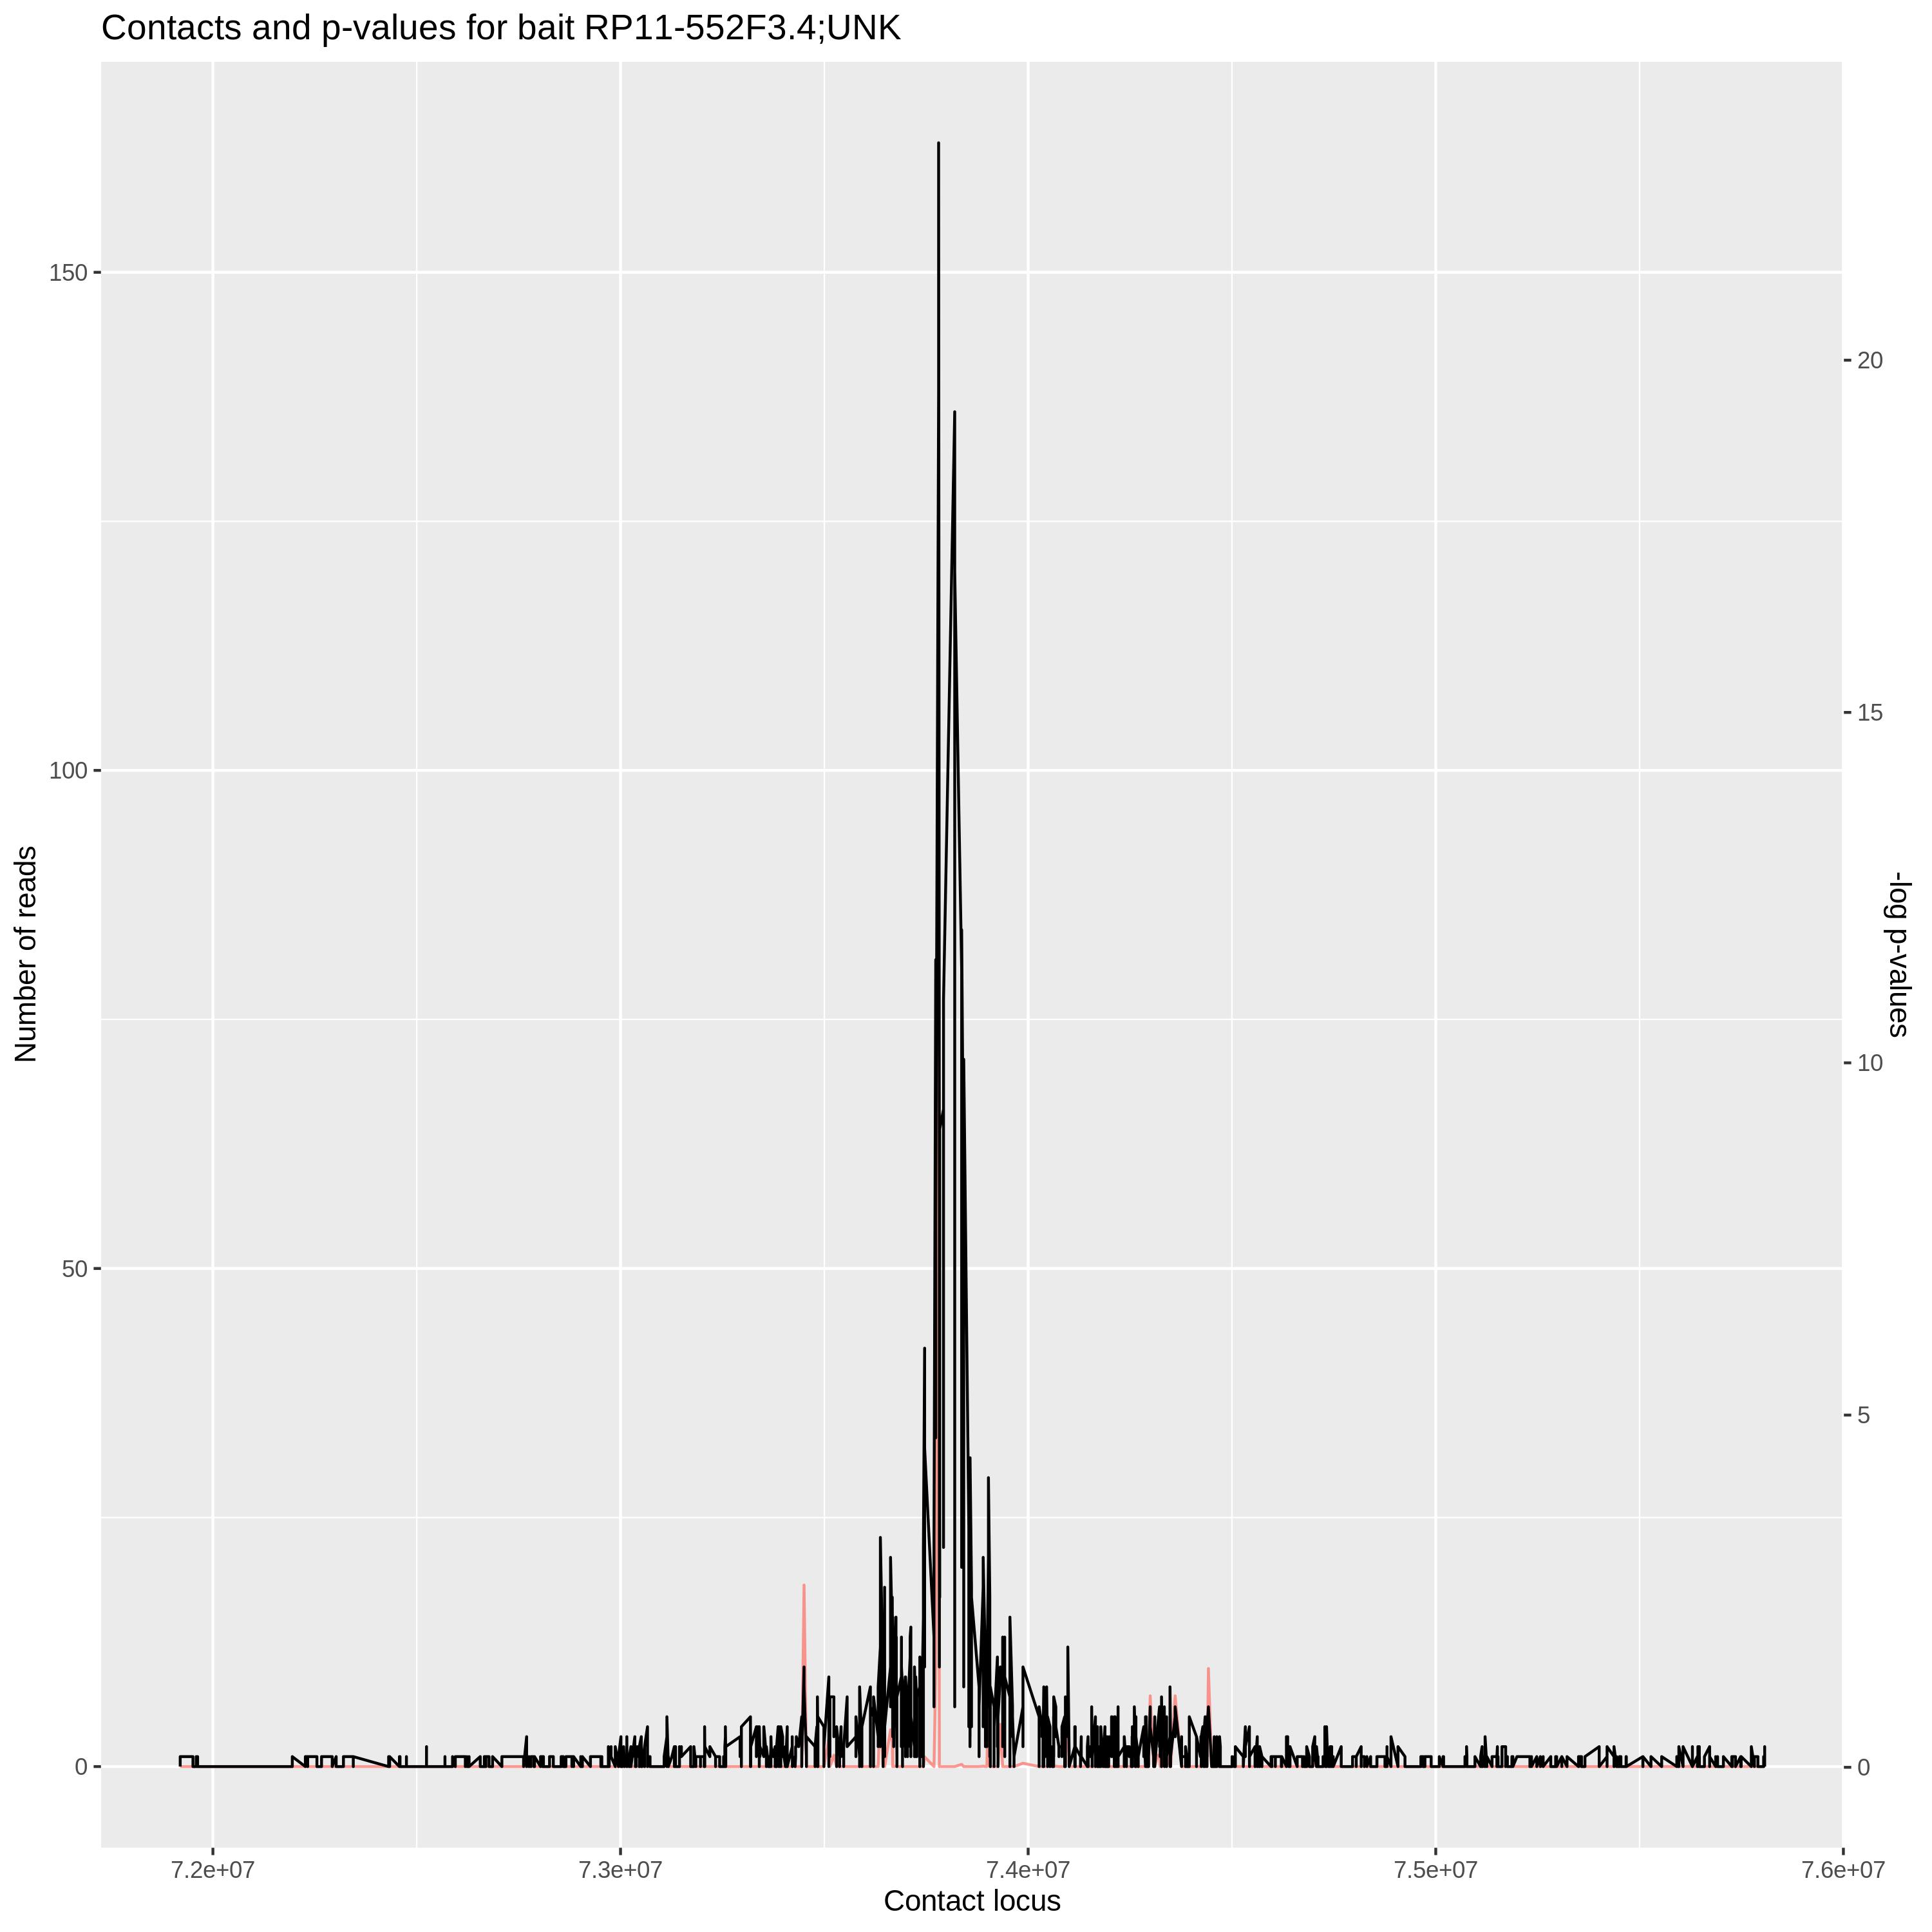 Contacts and p-values for bait RP11-552F3.4;UNK
150
100
50
0
Number of reads
20
15
10
5
0
-log p-values
7.2e+07
7.3e+07
7.4e+07
7.5e+07
7.6e+07
Contact locus